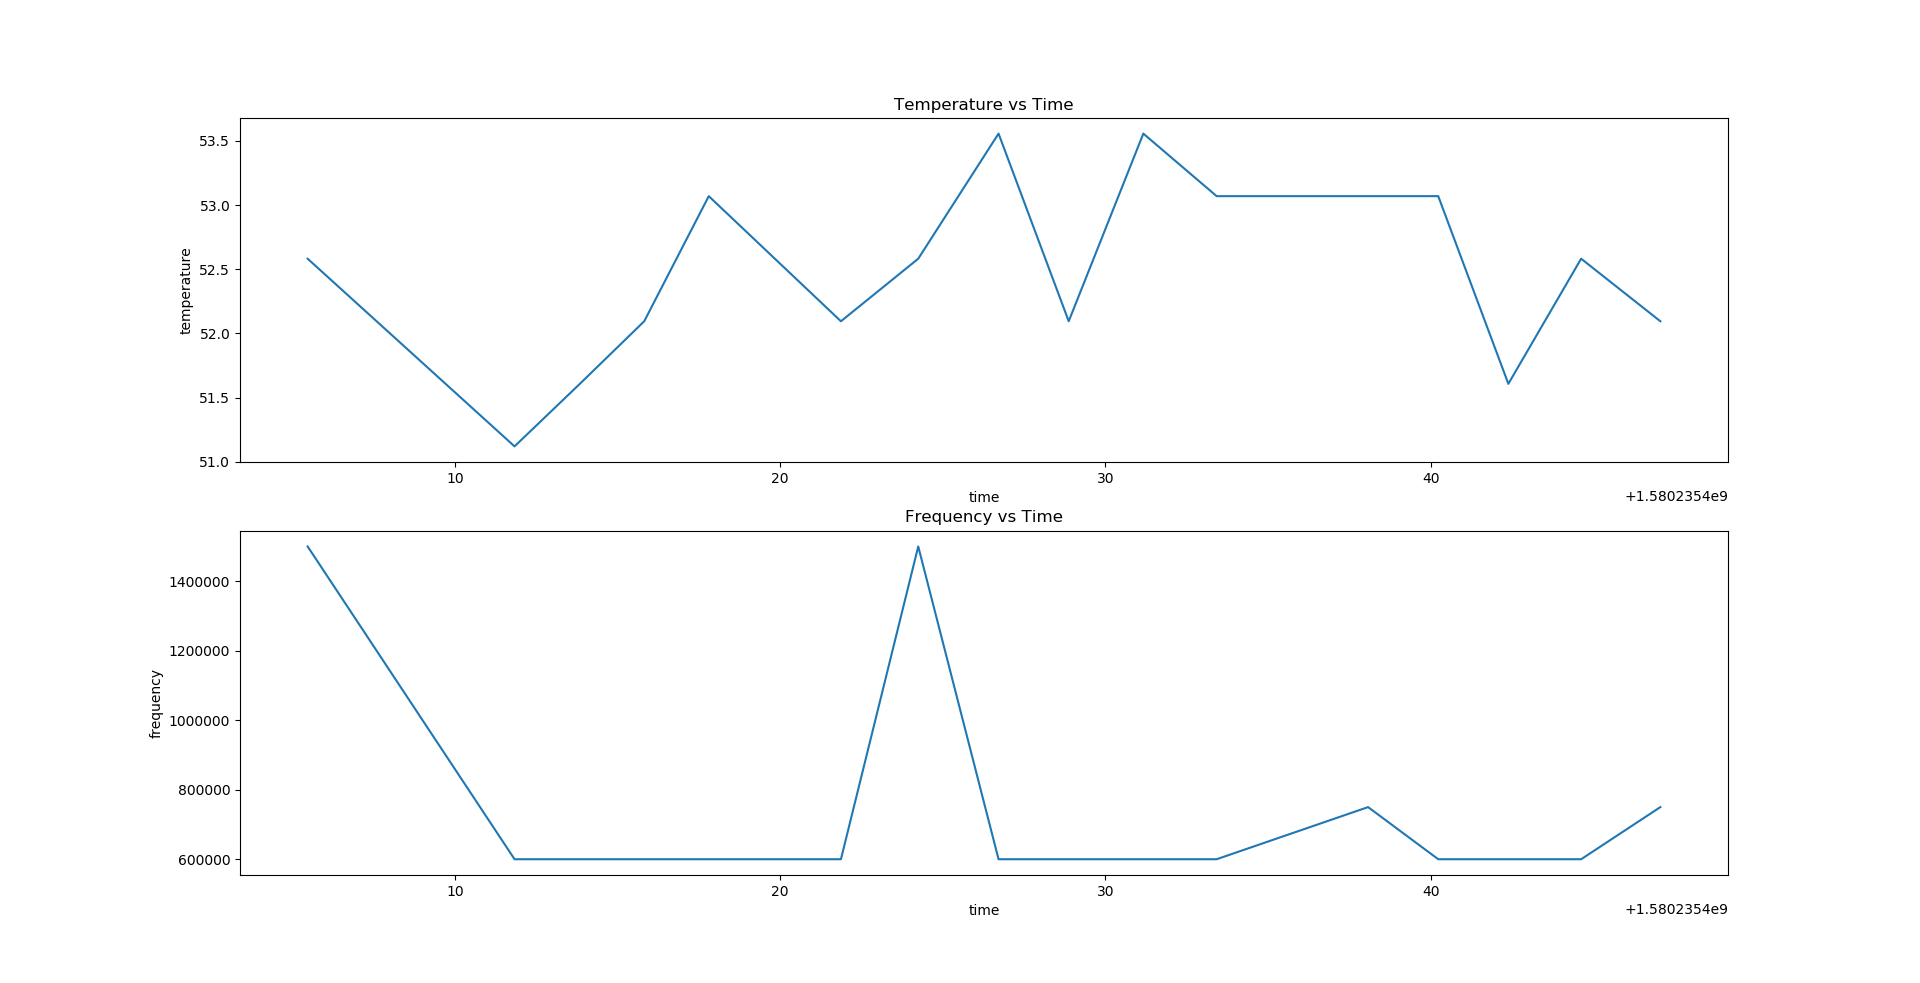 Temperature vs Time
53.5
53.0
52.5
52.0
51.5
51.0
temperature
10 20 30 40
time
+1.5802354e9
Frequency vs Time
1400000
1200000
1000000
800000
600000
frequency
10 20 30 40
time
+1.5802354e9